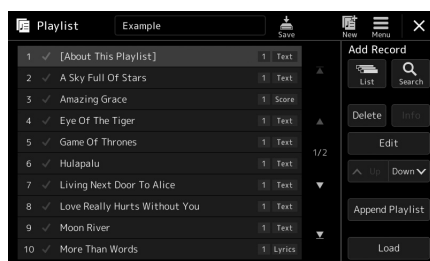 Playlist Example Save New Menu
Add Record
List Search
Delete Info
Edit
Up Down
Append Playlist
Load
1 [About This Playlist] 1 Text
2 A Sky Full Of Stars 1 Text
3 Amazing Grace 1 Score
4 Eye Of The Tiger 1 Text
5 Game Of Thrones 1 Text
6 Hulapalu 1 Text
7 Living Next Door To Alice 1 Text
8 Love Really Hurts Without You 1 Text
9 Moon River 1 Text
10 More Than Words 1 Lyrics
1/2